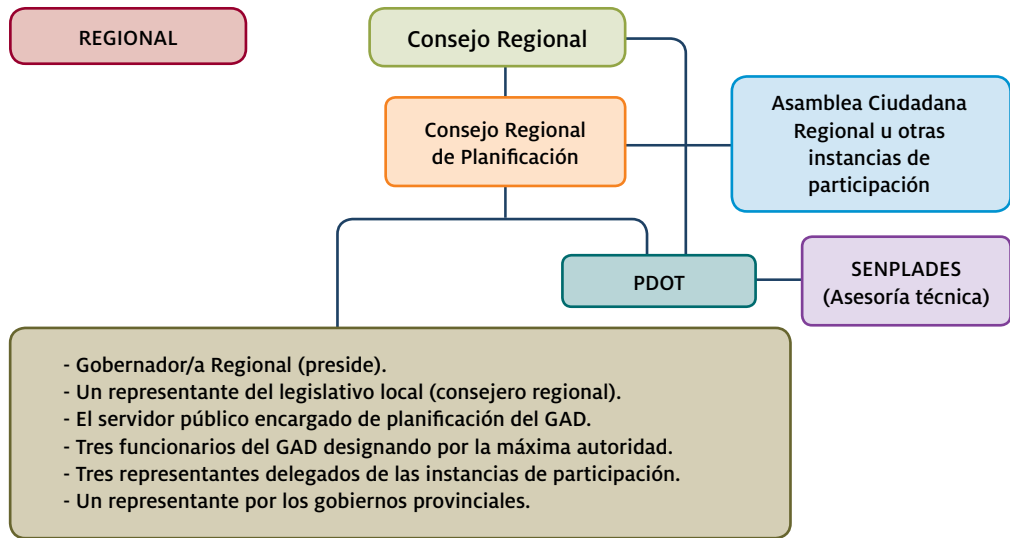 REGIONAL
Consejo Regional
Consejo Regional
de Planificación
Asamblea Ciudadana
Regional u otras
instancias de
participación
PDOT
SENPLADES
(Asesoría técnica)
- Gobernador/a Regional (preside).
- Un representante del legislativo local (consejero regional).
- El servidor público encargado de planificación del GAD.
- Tres funcionarios del GAD designando por la máxima autoridad.
- Tres representantes delegados de las instancias de participación.
- Un representante por los gobiernos provinciales.